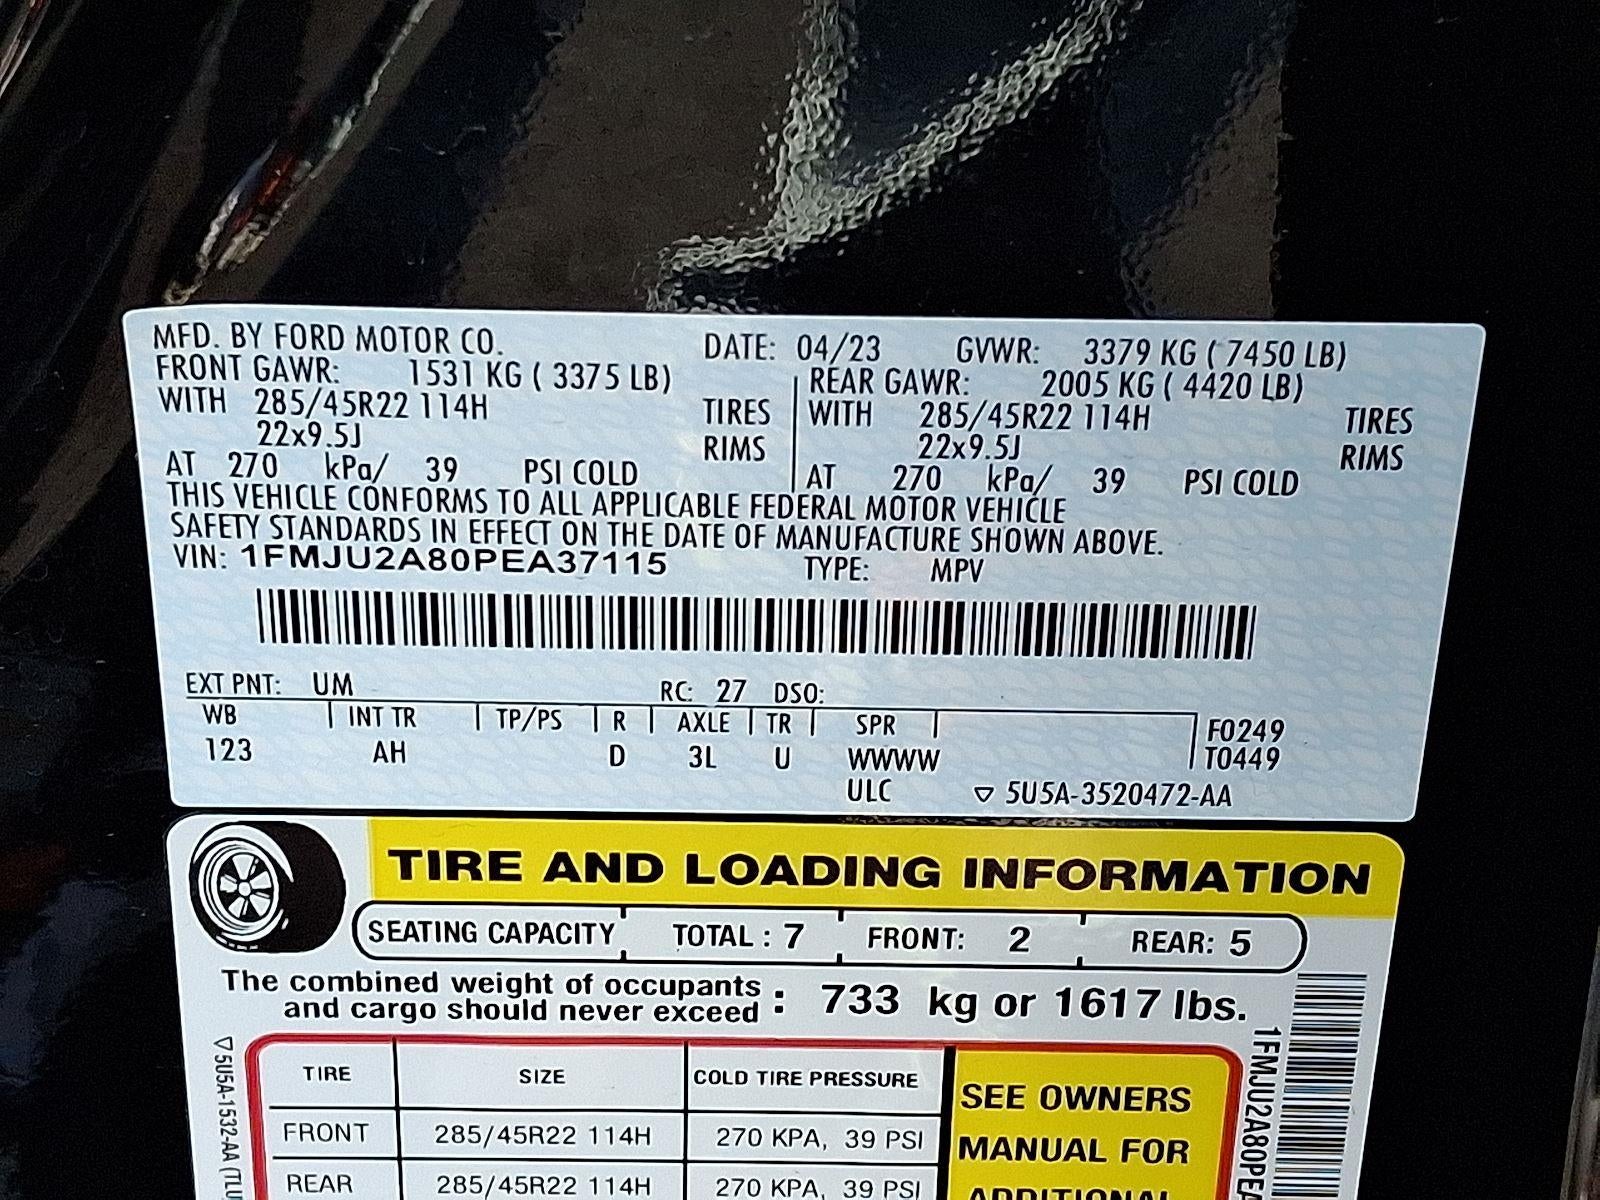 MFD. BY FORD MOTOR CO. DATE: 04/23 GVWR: 3379 KG ( 7450 LB)
FRONT GAWR: 1531 KG ( 3375 LB) REAR GAWR: 2005 KG ( 4420 LB)
WITH 285/45R22 114H TIRES WITH 285/45R22 114H TIRES
22x9.5J RIMS 22x9.5J RIMS
AT 270 kPa/ 39 PSI COLD AT 270 kPa/ 39 PSI COLD
THIS VEHICLE CONFORMS TO ALL APPLICABLE FEDERAL MOTOR VEHICLE
SAFETY STANDARDS IN EFFECT ON THE DATE OF MANUFACTURE SHOWN ABOVE.
VIN: 1FMJU2A80PEA37115 TYPE: MPV
EXT PNT: UM RC: 27 DSO:
WB INT TR TP/PS R AXLE TR SPR F0249
123 AH D 3L U WWWW T0449
ULC 5U5A-3520472-AA
TIRE AND LOADING INFORMATION
SEATING CAPACITY TOTAL : 7 FRONT: 2 REAR: 5
The combined weight of occupants
and cargo should never exceed : 733 kg or 1617 lbs.
TIRE SIZE COLD TIRE PRESSURE
FRONT 285/45R22 114H 270 KPA, 39 PSI
REAR 285/45R22 114H 270 KPA, 39 PSI
SEE OWNERS
MANUAL FOR
ADDITIONAL
5U5A-1532-AA (TLU
1FMJU2A80PEA